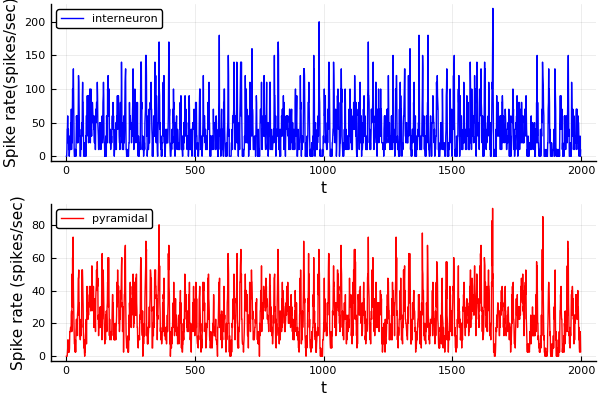 Spike rate(spikes/sec)
interneuron
200
150
100
50
0
0 500 1000 1500 2000
t
Spike rate (spikes/sec)
pyramidal
80
60
40
20
0
0 500 1000 1500 2000
t